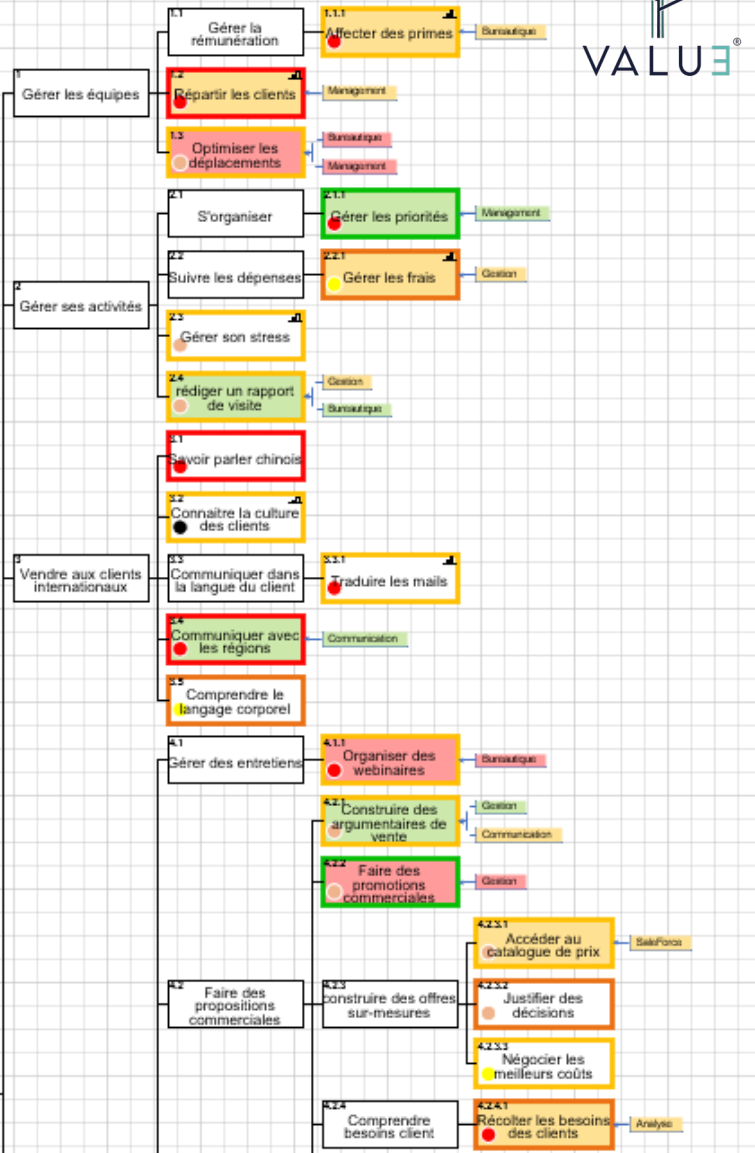 VALUE®
1.1
Gérer la
rémunération
1.1.1
Affecter des primes
Bureautique
1
Gérer les équipes
1.2
Répartir les clients
Management
1.3
Optimiser les
déplacements
Bureautique
Management
2.1
S'organiser
2.1.1
Gérer les priorités
Management
2
Gérer ses activités
2.2
Suivre les dépenses
2.2.1
Gérer les frais
Gestion
2.3
Gérer son stress
2.4
rédiger un rapport
de visite
Gestion
Bureautique
3.1
Savoir parler chinois
3.2
Connaitre la culture
des clients
3
Vendre aux clients
internationaux
3.3
Communiquer dans
la langue du client
3.3.1
Traduire les mails
3.4
Communiquer avec
les régions
Communication
3.5
Comprendre le
langage corporel
4.1
Gérer des entretiens
4.1.1
Organiser des
webinaires
Bureautique
4.2.1
Construire des
argumentaires de
vente
Gestion
Communication
4.2.2
Faire des
promotions
commerciales
Gestion
4.2
Faire des
propositions
commerciales
4.2.3
construire des offres
sur-mesures
4.2.3.1
Accéder au
catalogue de prix
SaleForce
4.2.3.2
Justifier des
décisions
4.2.3.3
Négocier les
meilleurs coûts
4.2.4
Comprendre
besoins client
4.2.4.1
Récolter les besoins
des clients
Analyse